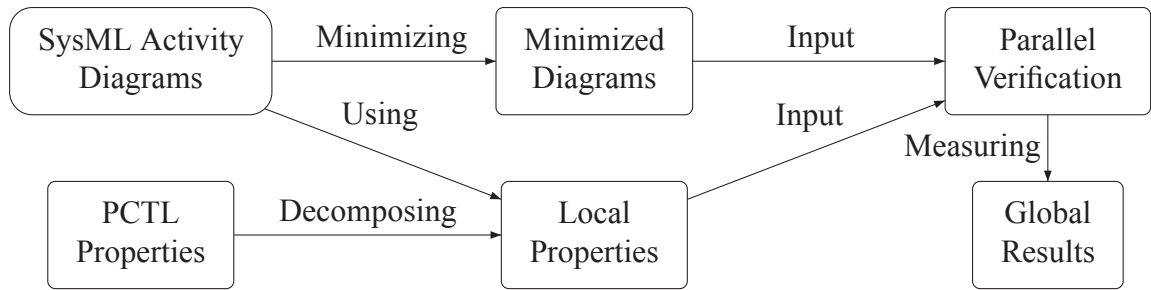 SysML Activity
Diagrams
Minimizing
Minimized
Diagrams
Input
Parallel
Verification
Using
Input
Measuring
PCTL
Properties
Decomposing
Local
Properties
Global
Results